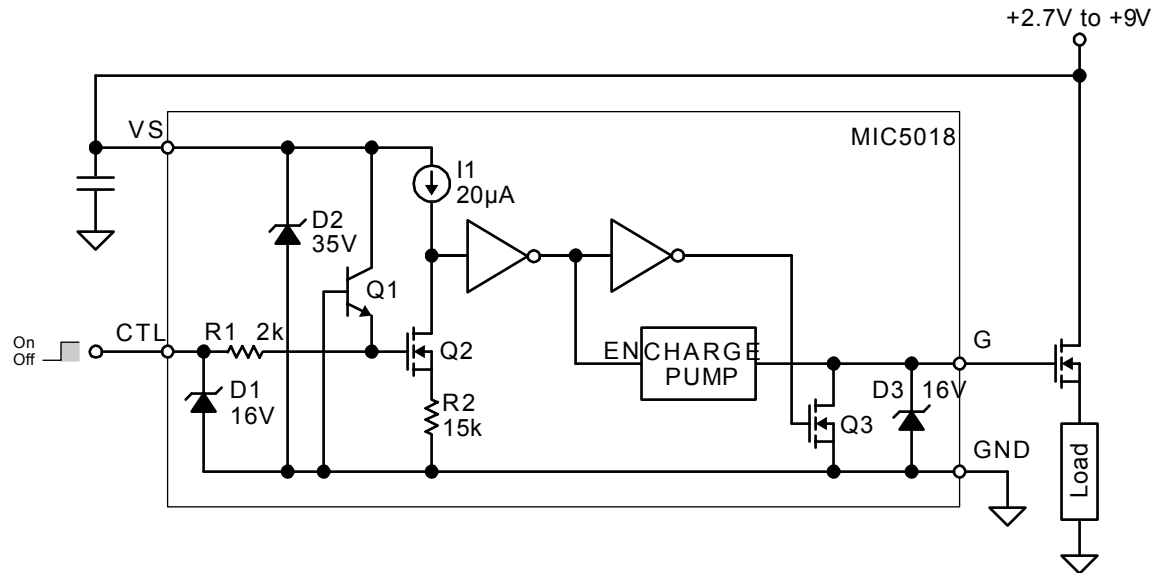 +2.7V to +9V
VS
MIC5018
I1
20µA
D2
35V
Q1
On
Off
CTL
R1 2k
Q2
EN
CHARGE
PUMP
G
D1
16V
R2
15k
D3 16V
Q3
GND
Load